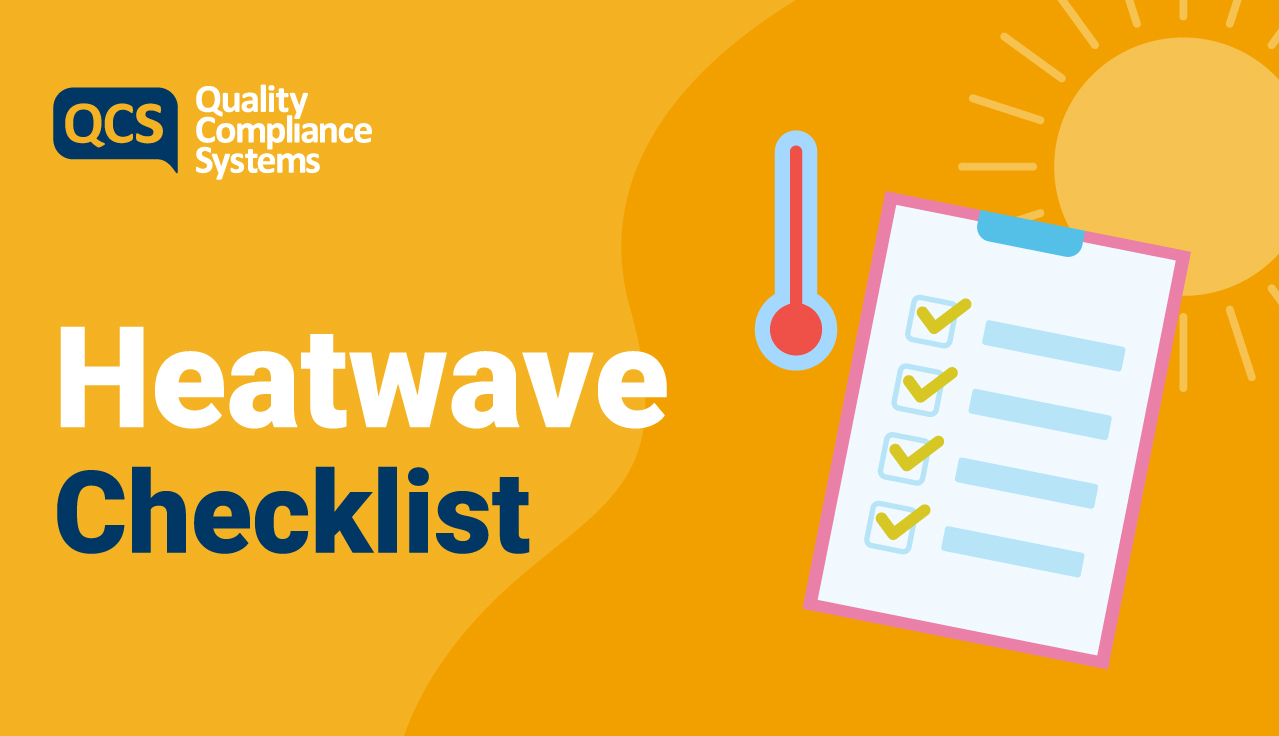 QCS
Quality
Compliance
Systems
Heatwave
Checklist